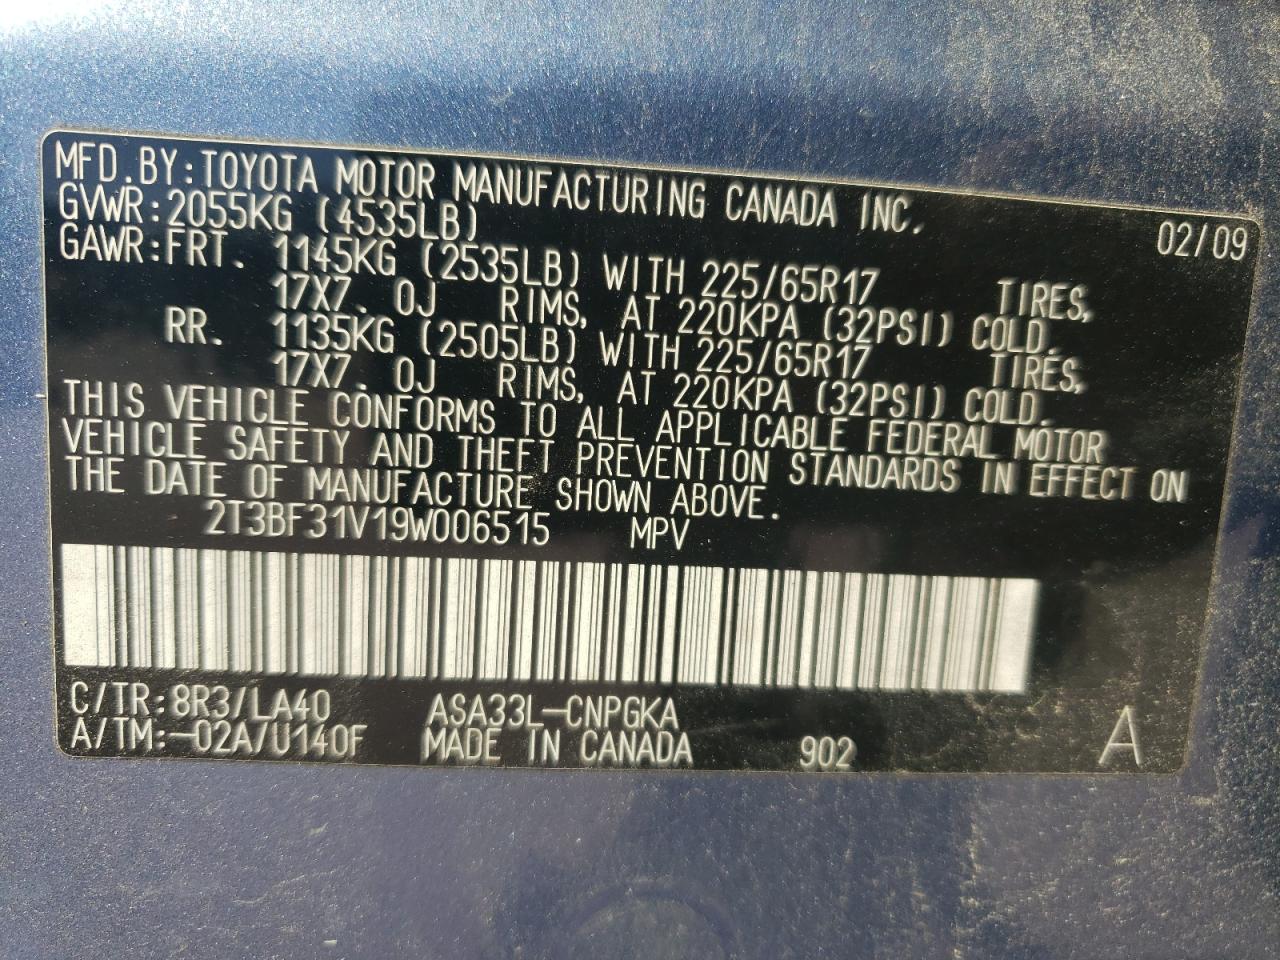 MFD.BY:TOYOTA MOTOR MANUFACTURING CANADA INC. 02/09
GVWR:2055KG (4535LB)
GAWR:FRT. 1145KG (2535LB) WITH 225/65R17 TIRES,
17X7.0J RIMS, AT 220KPA (32PSI) COLD.
RR. 1135KG (2505LB) WITH 225/65R17 TIRES,
17X7.0J RIMS, AT 220KPA (32PSI) COLD.
THIS VEHICLE CONFORMS TO ALL APPLICABLE FEDERAL MOTOR
VEHICLE SAFETY AND THEFT PREVENTION STANDARDS IN EFFECT ON
THE DATE OF MANUFACTURE SHOWN ABOVE.
2T3BF31V19W006515 MPV
C/TR:8R3/LA40 ASA33L-CNPGKA
A/TM:-02A/U140F MADE IN CANADA 902 A